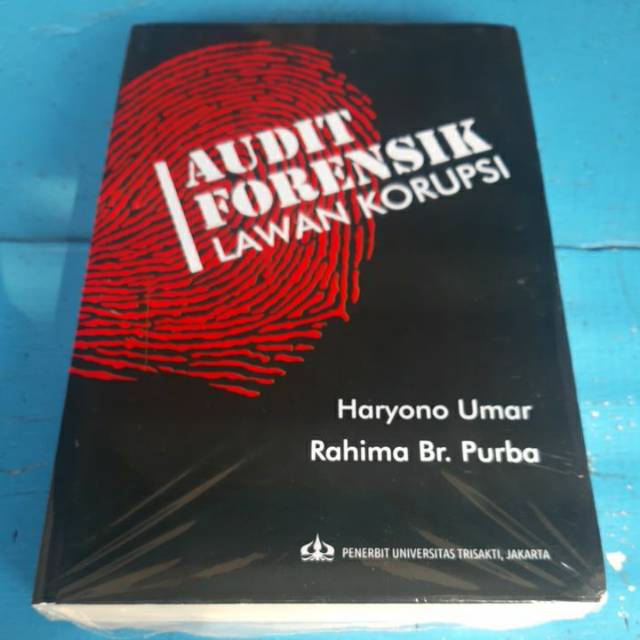 AUDIT
FORENSIK
LAWAN KORUPSI
Haryono Umar
Rahima Br. Purba
PENERBIT UNIVERSITAS TRISAKTI, JAKARTA